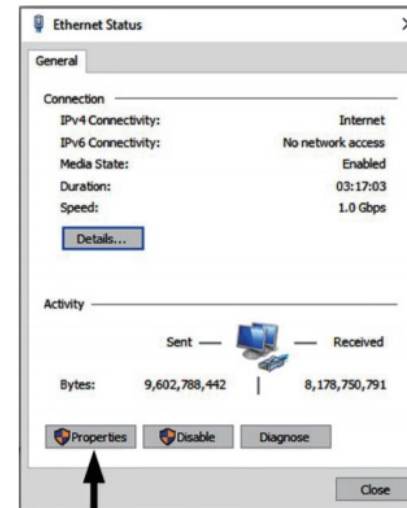 Ethernet Status
General
Connection
IPv4 Connectivity: Internet
IPv6 Connectivity: No network access
Media State: Enabled
Duration: 03:17:03
Speed: 1.0 Gbps
Details...
Activity
Sent — — Received
Bytes: 9,602,788,442 | 8,178,750,791
Properties Disable Diagnose
Close